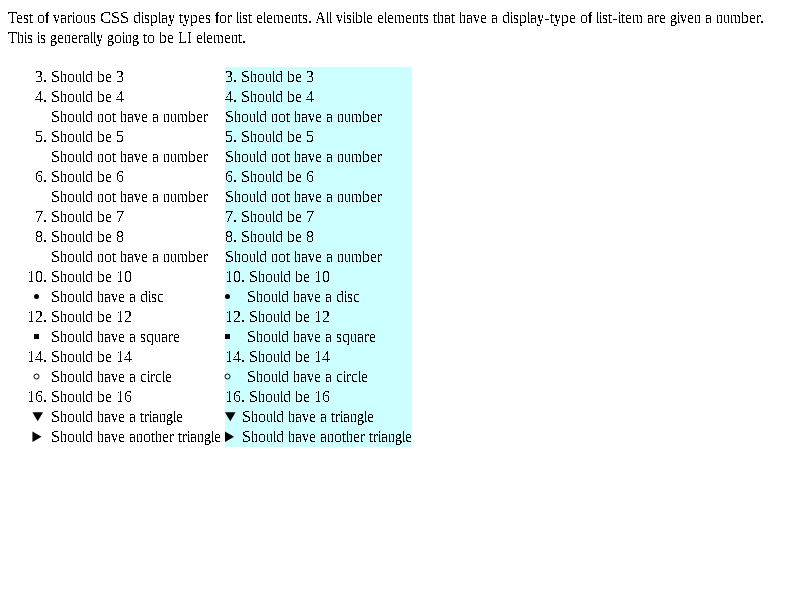 Test of various CSS display types for list elements. All visible elements that have a display-type of list-item are given a number.
This is generally going to be LI element.
3. Should be 3
4. Should be 4
Should not have a number
5. Should be 5
Should not have a number
6. Should be 6
Should not have a number
7. Should be 7
8. Should be 8
Should not have a number
10. Should be 10
• Should have a disc
12. Should be 12
▪ Should have a square
14. Should be 14
◦ Should have a circle
16. Should be 16
▼ Should have a triangle
▶ Should have another triangle
3. Should be 3
4. Should be 4
Should not have a number
5. Should be 5
Should not have a number
6. Should be 6
Should not have a number
7. Should be 7
8. Should be 8
Should not have a number
10. Should be 10
• Should have a disc
12. Should be 12
▪ Should have a square
14. Should be 14
◦ Should have a circle
16. Should be 16
▼ Should have a triangle
▶ Should have another triangle